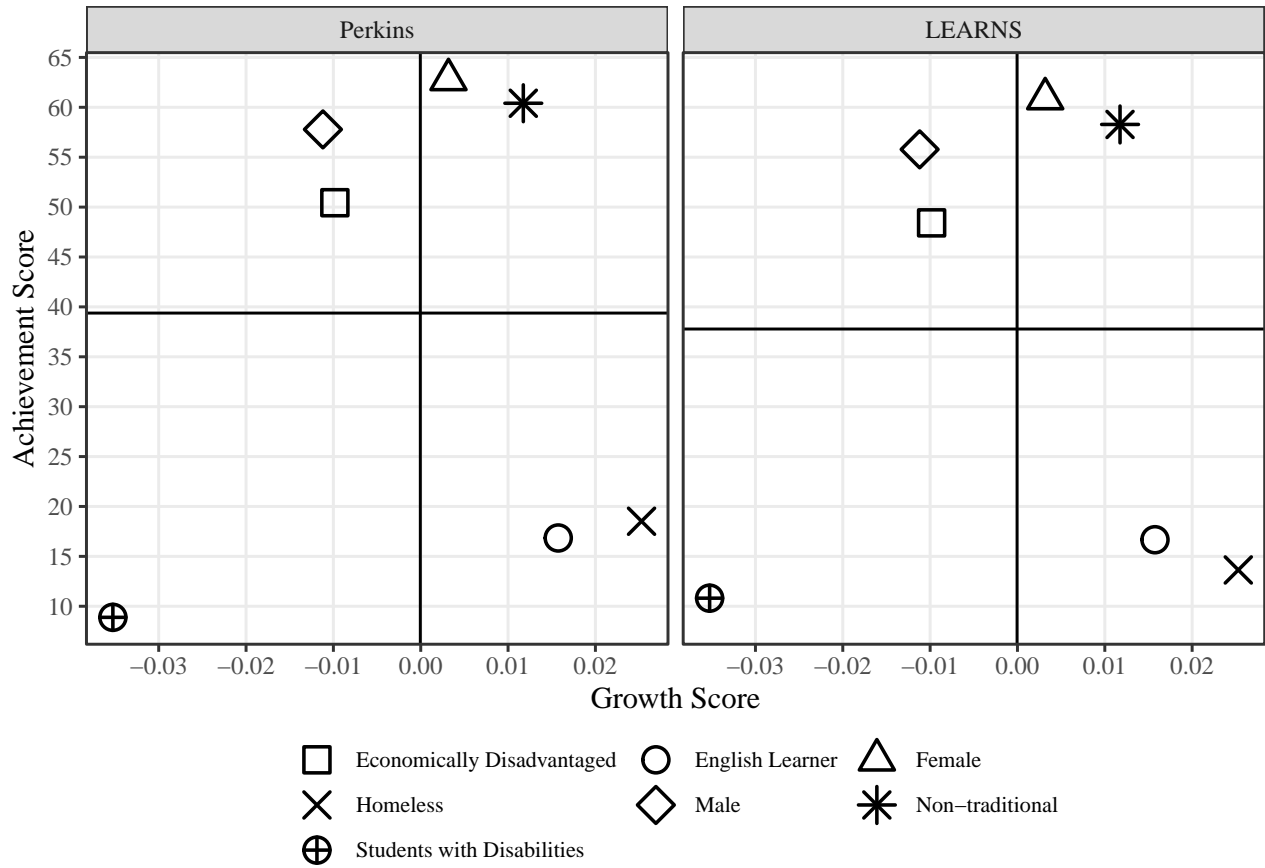 Perkins LEARNS
65
60
55
50
45
40
35
30
25
20
15
10
Achievement Score
−0.03 −0.02 −0.01 0.00 0.01 0.02 −0.03 −0.02 −0.01 0.00 0.01 0.02
Growth Score
Economically Disadvantaged English Learner Female
Homeless Male Non−traditional
Students with Disabilities